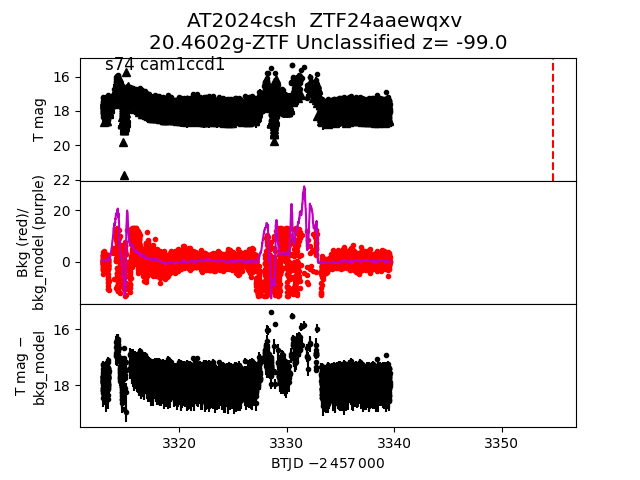 AT2024csh  ZTF24aaewqxv
20.4602g-ZTF Unclassified z= -99.0
s74 cam1ccd1
T mag
16
18
20
22
Bkg (red)/
bkg_model (purple)
20
0
T mag −
bkg_model
16
18
3320 3330 3340 3350
BTJD −2 457 000